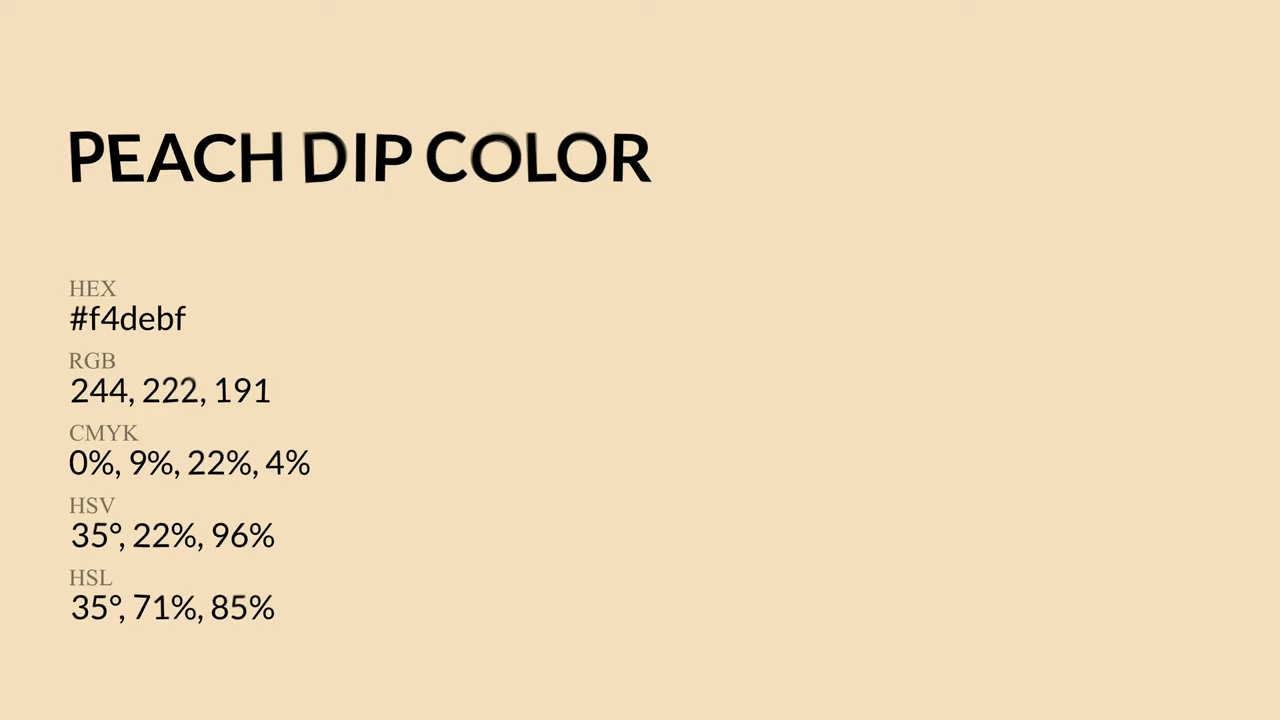 PEACH DIP COLOR
HEX
#f4debf
RGB
244, 222, 191
CMYK
0%, 9%, 22%, 4%
HSV
35°, 22%, 96%
HSL
35°, 71%, 85%